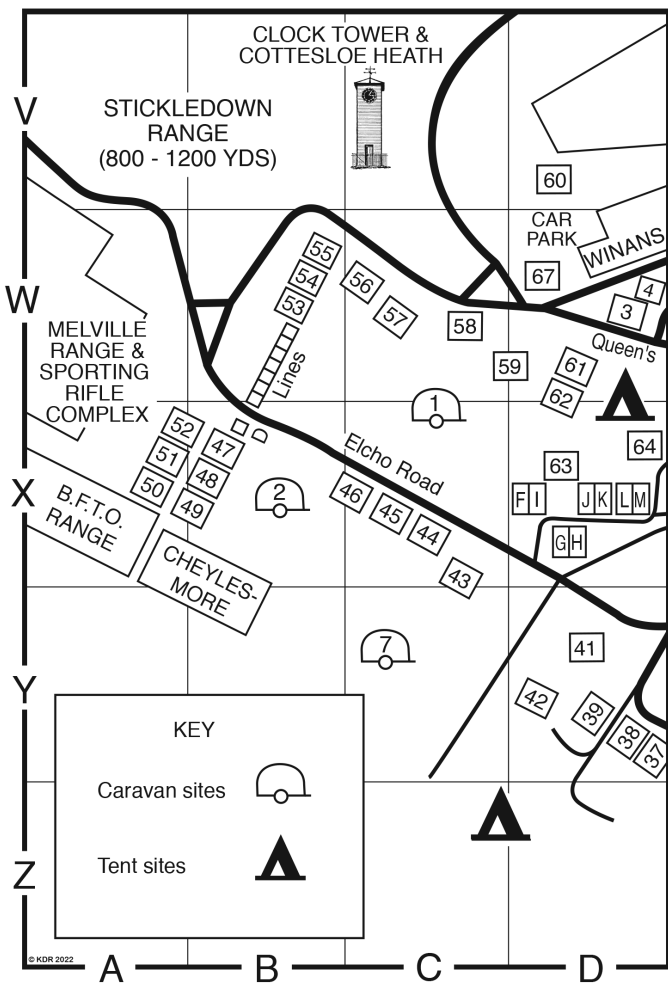 CLOCK TOWER &
COTTESLOE HEATH
V
STICKLEDOWN
RANGE
(800 - 1200 YDS)
60
CAR
PARK
WINANS
55
54
53
56
57
67
4
3
W
58
Queen's
MELVILLE
RANGE &
SPORTING
RIFLE
COMPLEX
Lines
59
61
62
1
52
51
50
47
48
49
D
Elcho Road
64
63
X
2
46
45
44
43
F I
J K
L M
G H
B.F.T.O.
RANGE
CHEYLES-
MORE
7
41
Y
42
39
38
37
KEY
Caravan sites
Tent sites
Z
© KDR 2022
A
B
C
D